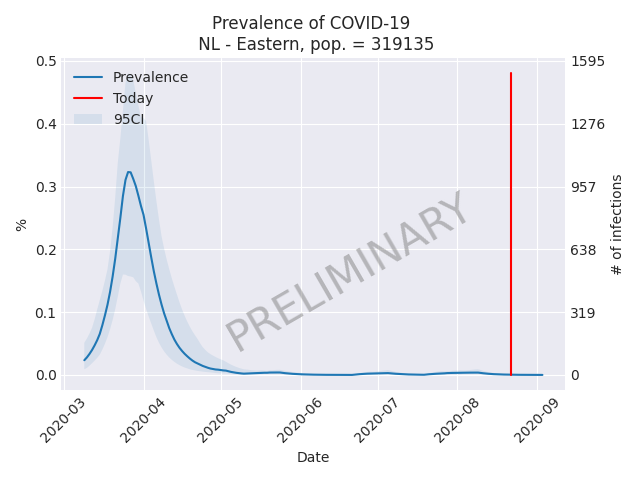 Prevalence of COVID-19
NL - Eastern, pop. = 319135
Prevalence
Today
95CI
PRELIMINARY
%
0.5
0.4
0.3
0.2
0.1
0.0
1595
1276
957
638
319
0
# of infections
2020-03
2020-04
2020-05
2020-06
2020-07
2020-08
2020-09
Date